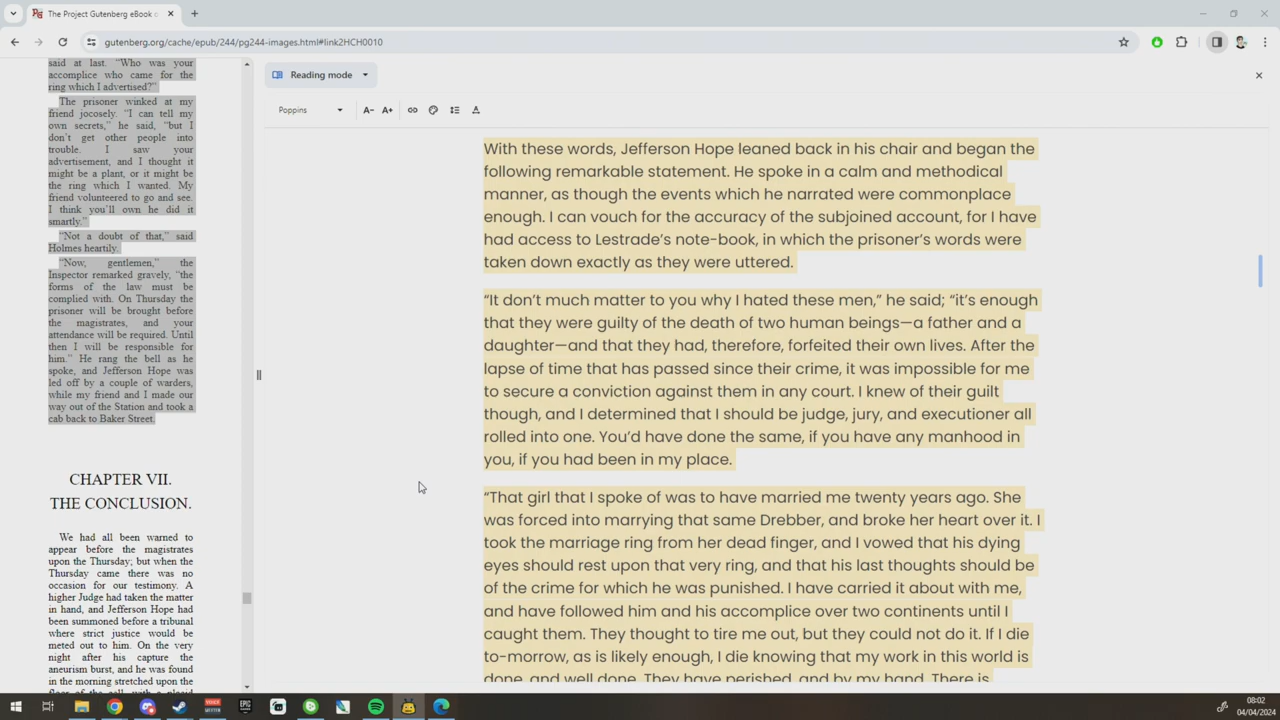 The Project Gutenberg eBook o
gutenberg.org/cache/epub/244/pg244-images.html#link2HCH0010
said at last. “Who was your
accomplice who came for the
ring which I advertised?”
The prisoner winked at my
friend jocosely. “I can tell my
own secrets,” he said, “but I
don’t get other people into
trouble. I saw your
advertisement, and I thought it
might be a plant, or it might be
the ring which I wanted. My
friend volunteered to go and see.
I think you’ll own he did it
smartly.”
“Not a doubt of that,” said
Holmes heartily.
“Now, gentlemen,” the
Inspector remarked gravely, “the
forms of the law must be
complied with. On Thursday the
prisoner will be brought before
the magistrates, and your
attendance will be required. Until
then I will be responsible for
him.” He rang the bell as he
spoke, and Jefferson Hope was
led off by a couple of warders,
while my friend and I made our
way out of the Station and took a
cab back to Baker Street.
CHAPTER VII.
THE CONCLUSION.
We had all been warned to
appear before the magistrates
upon the Thursday; but when the
Thursday came there was no
occasion for our testimony. A
higher Judge had taken the matter
in hand, and Jefferson Hope had
been summoned before a tribunal
where strict justice would be
meted out to him. On the very
night after his capture the
aneurism burst, and he was found
in the morning stretched upon the
floor of the cell, with a placid
Reading mode
Poppins
A- A+
With these words, Jefferson Hope leaned back in his chair and began the
following remarkable statement. He spoke in a calm and methodical
manner, as though the events which he narrated were commonplace
enough. I can vouch for the accuracy of the subjoined account, for I have
had access to Lestrade’s note-book, in which the prisoner’s words were
taken down exactly as they were uttered.
“It don’t much matter to you why I hated these men,” he said; “it’s enough
that they were guilty of the death of two human beings—a father and a
daughter—and that they had, therefore, forfeited their own lives. After the
lapse of time that has passed since their crime, it was impossible for me
to secure a conviction against them in any court. I knew of their guilt
though, and I determined that I should be judge, jury, and executioner all
rolled into one. You’d have done the same, if you have any manhood in
you, if you had been in my place.
“That girl that I spoke of was to have married me twenty years ago. She
was forced into marrying that same Drebber, and broke her heart over it. I
took the marriage ring from her dead finger, and I vowed that his dying
eyes should rest upon that very ring, and that his last thoughts should be
of the crime for which he was punished. I have carried it about with me,
and have followed him and his accomplice over two continents until I
caught them. They thought to tire me out, but they could not do it. If I die
to-morrow, as is likely enough, I die knowing that my work in this world is
done, and well done. They have perished, and by my hand. There is
EPIC
08:02
04/04/2024